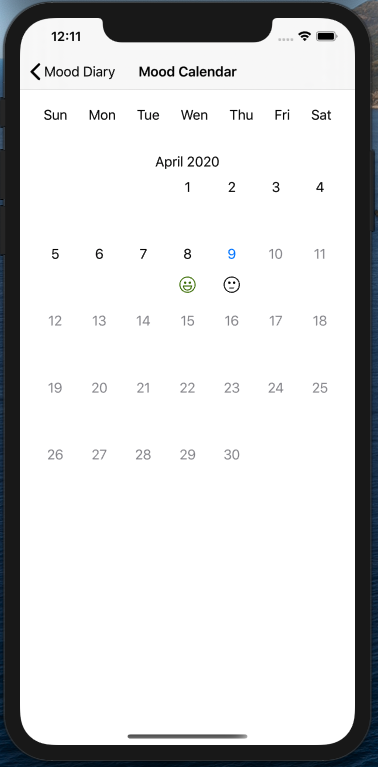 12:11
Mood Diary Mood Calendar
Sun Mon Tue Wen Thu Fri Sat
April 2020
1 2 3 4
5 6 7 8 9 10 11
12 13 14 15 16 17 18
19 20 21 22 23 24 25
26 27 28 29 30